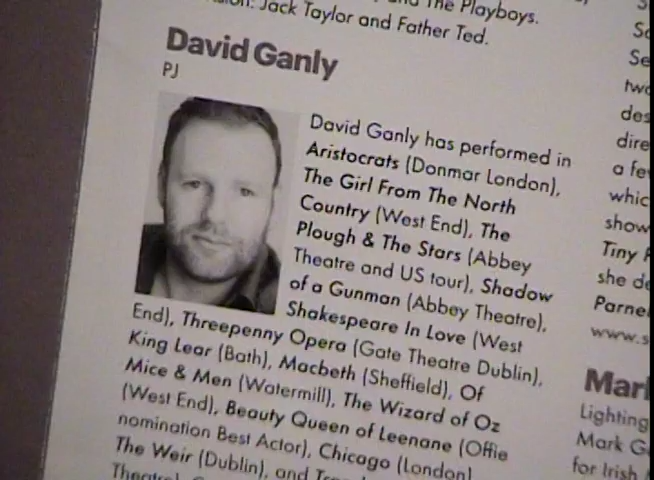 Jack Taylor and Father Ted.
the Playboys.
David Ganly
PJ
David Ganly has performed in
Aristocrats (Donmar London),
The Girl From The North
Country (West End), The
Plough & The Stars (Abbey
Theatre and US tour), Shadow
of a Gunman (Abbey Theatre),
Shakespeare In Love (West
End), Threepenny Opera (Gate Theatre Dublin),
King Lear (Bath), Macbeth (Sheffield), Of
Mice & Men (Watermill), The Wizard of Oz
(West End), Beauty Queen of Leenane (Offie
nomination Best Actor), Chicago (London)
The Weir (Dublin), and
two
des
dire
a fe
whic
show
Tiny
she de
Parne
www.s
Mar
Lighting
Mark G
for Irish